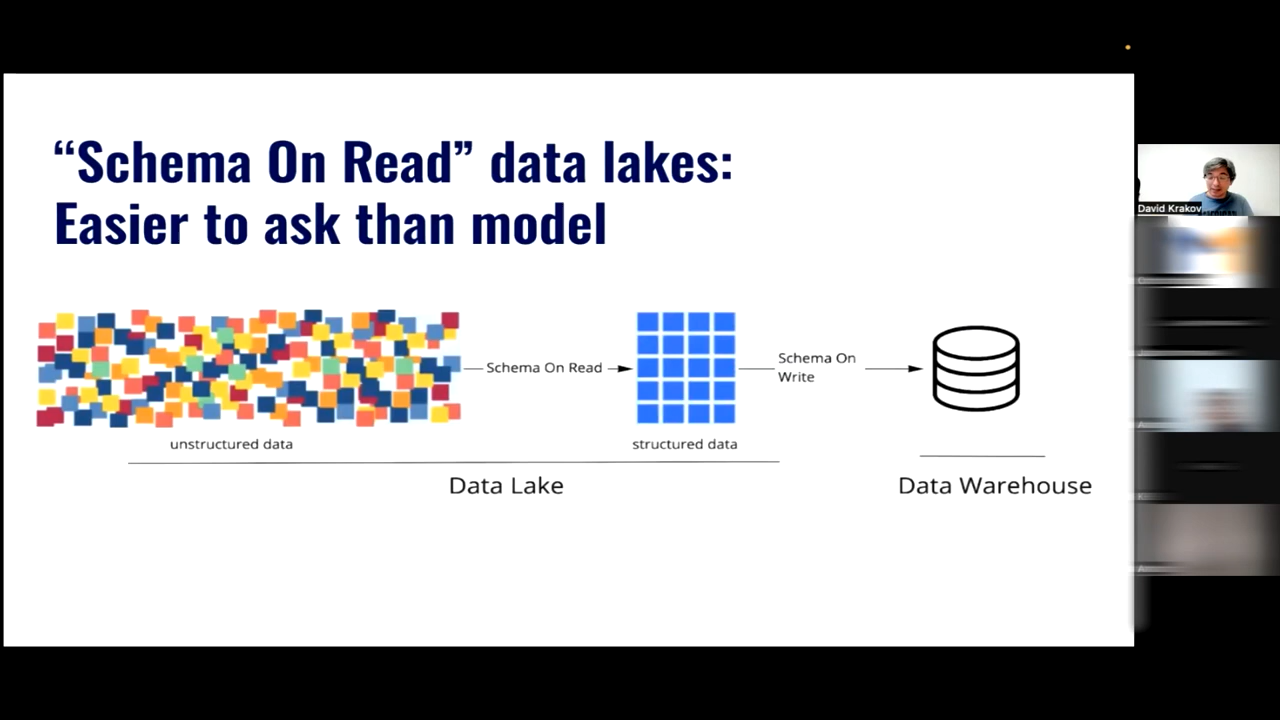 “Schema On Read” data lakes:
Easier to ask than model
Schema On Read
Schema On
Write
unstructured data
structured data
Data Lake
Data Warehouse
David Krakov